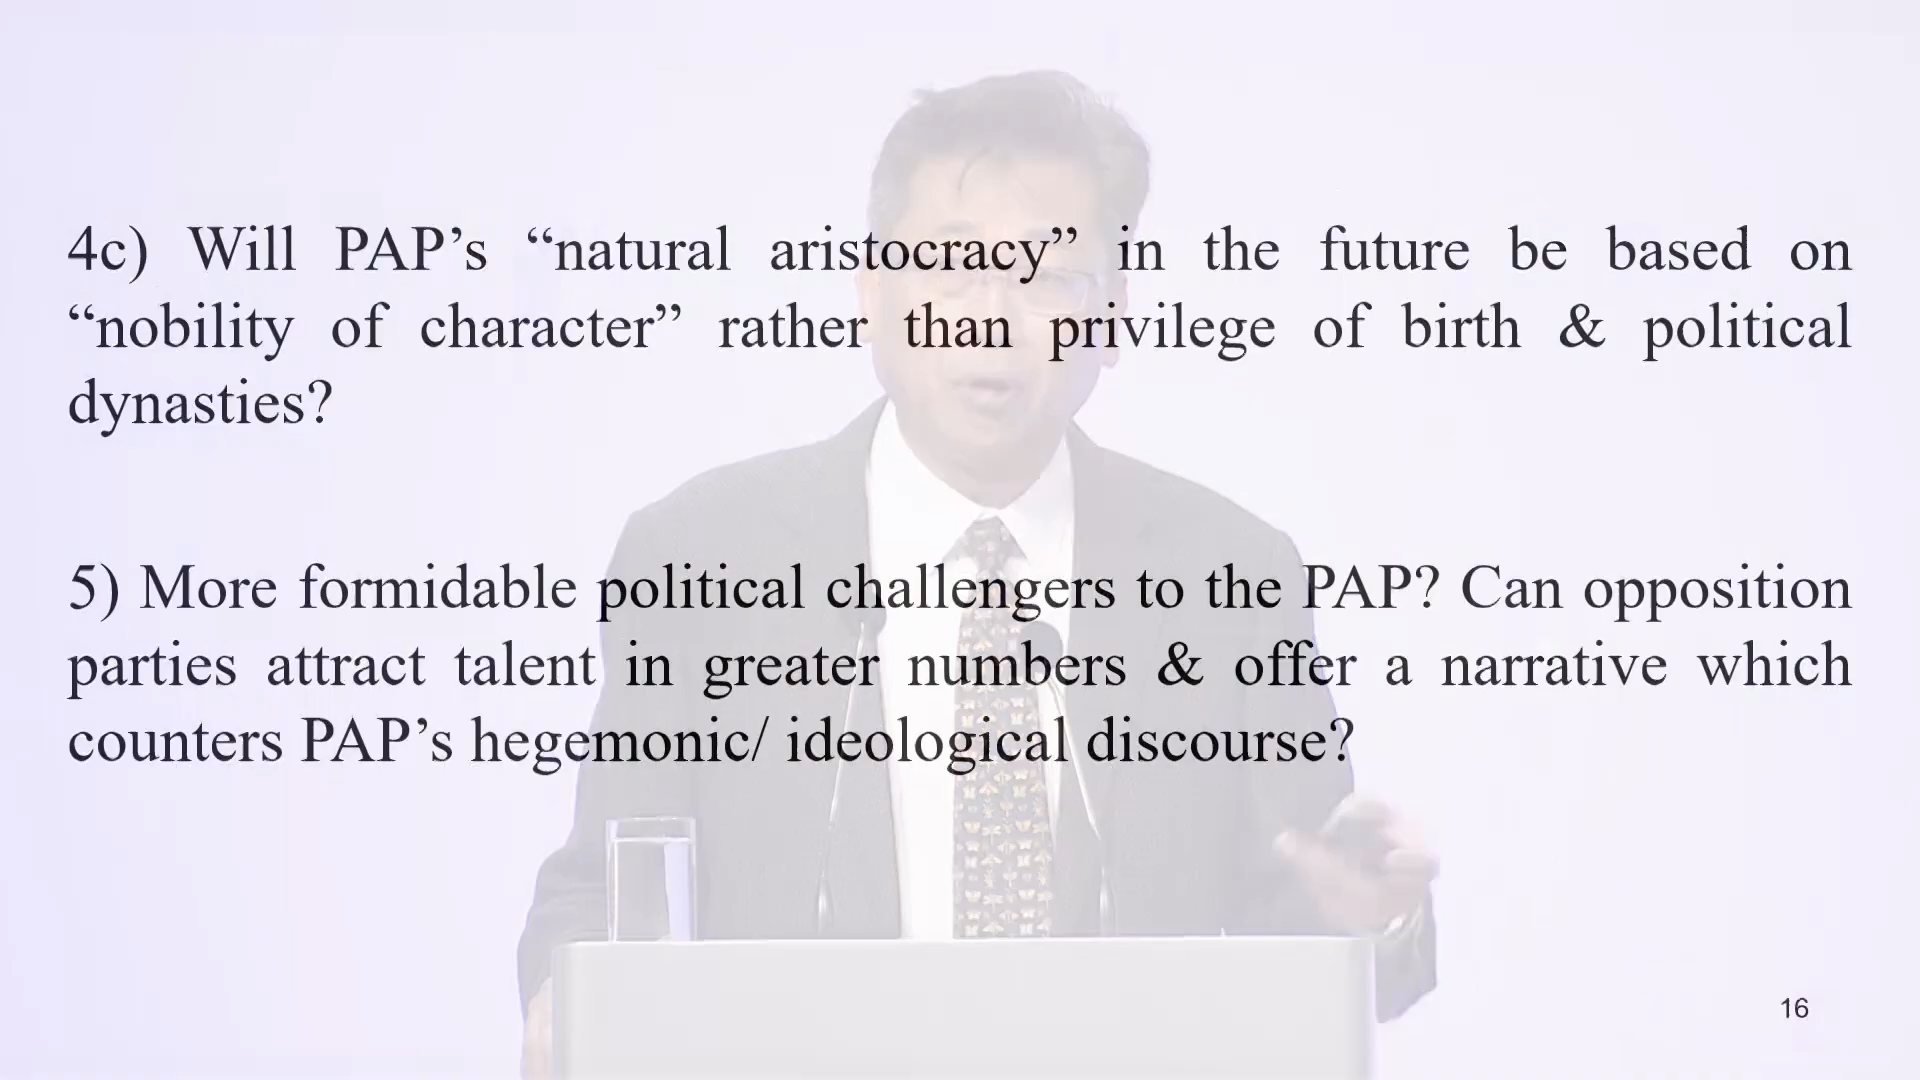 4c) Will PAP’s “natural aristocracy” in the future be based on
“nobility of character” rather than privilege of birth & political
dynasties?
5) More formidable political challengers to the PAP? Can opposition
parties attract talent in greater numbers & offer a narrative which
counters PAP’s hegemonic/ ideological discourse?
16